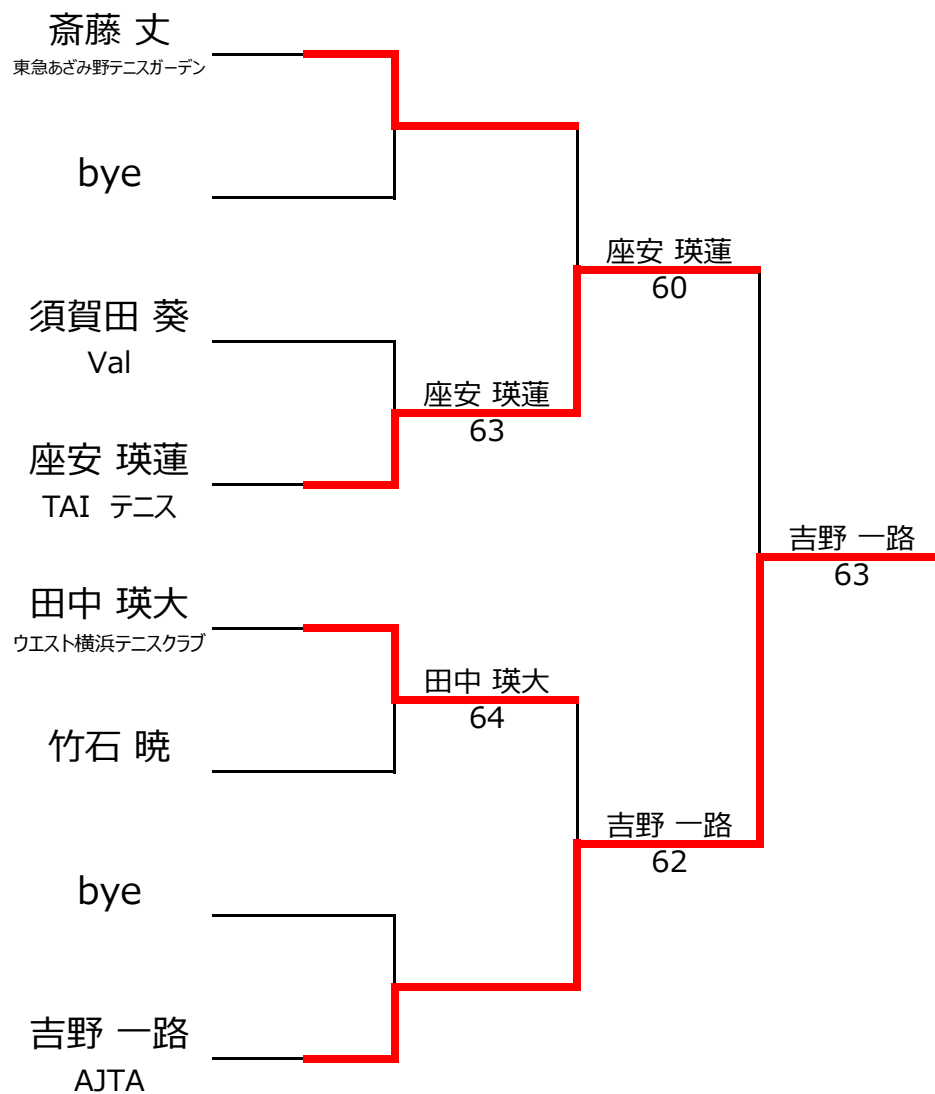 斎藤 丈
東急あざみ野テニスガーデン
bye
須賀田 葵
Val
座安 瑛蓮
TAI テニス
田中 瑛大
ウエスト横浜テニスクラブ
竹石 暁
bye
吉野 一路
AJTA
座安 瑛蓮
63
田中 瑛大
64
座安 瑛蓮
60
吉野 一路
62
吉野 一路
63